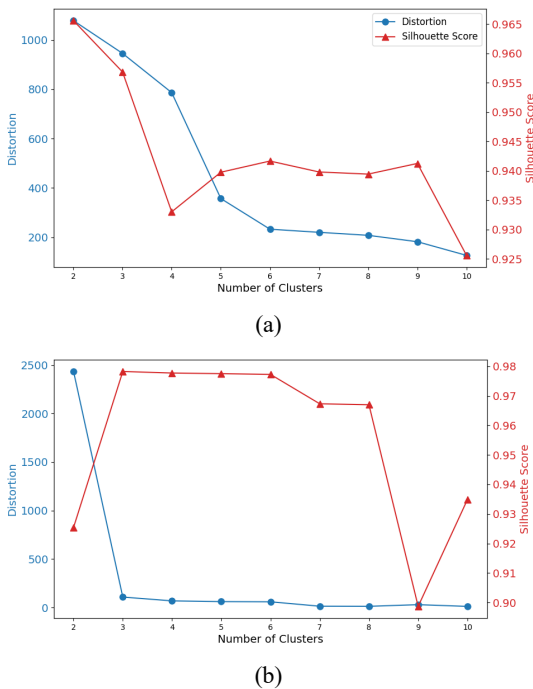 Distortion
Silhouette Score
1000
800
600
400
200
Distortion
0.965
0.960
0.955
0.950
0.945
0.940
0.935
0.930
0.925
Silhouette Score
2 3 4 5 6 7 8 9 10
Number of Clusters
(a)
2500
2000
1500
1000
500
0
Distortion
0.98
0.97
0.96
0.95
0.94
0.93
0.92
0.91
0.90
Silhouette Score
2 3 4 5 6 7 8 9 10
Number of Clusters
(b)